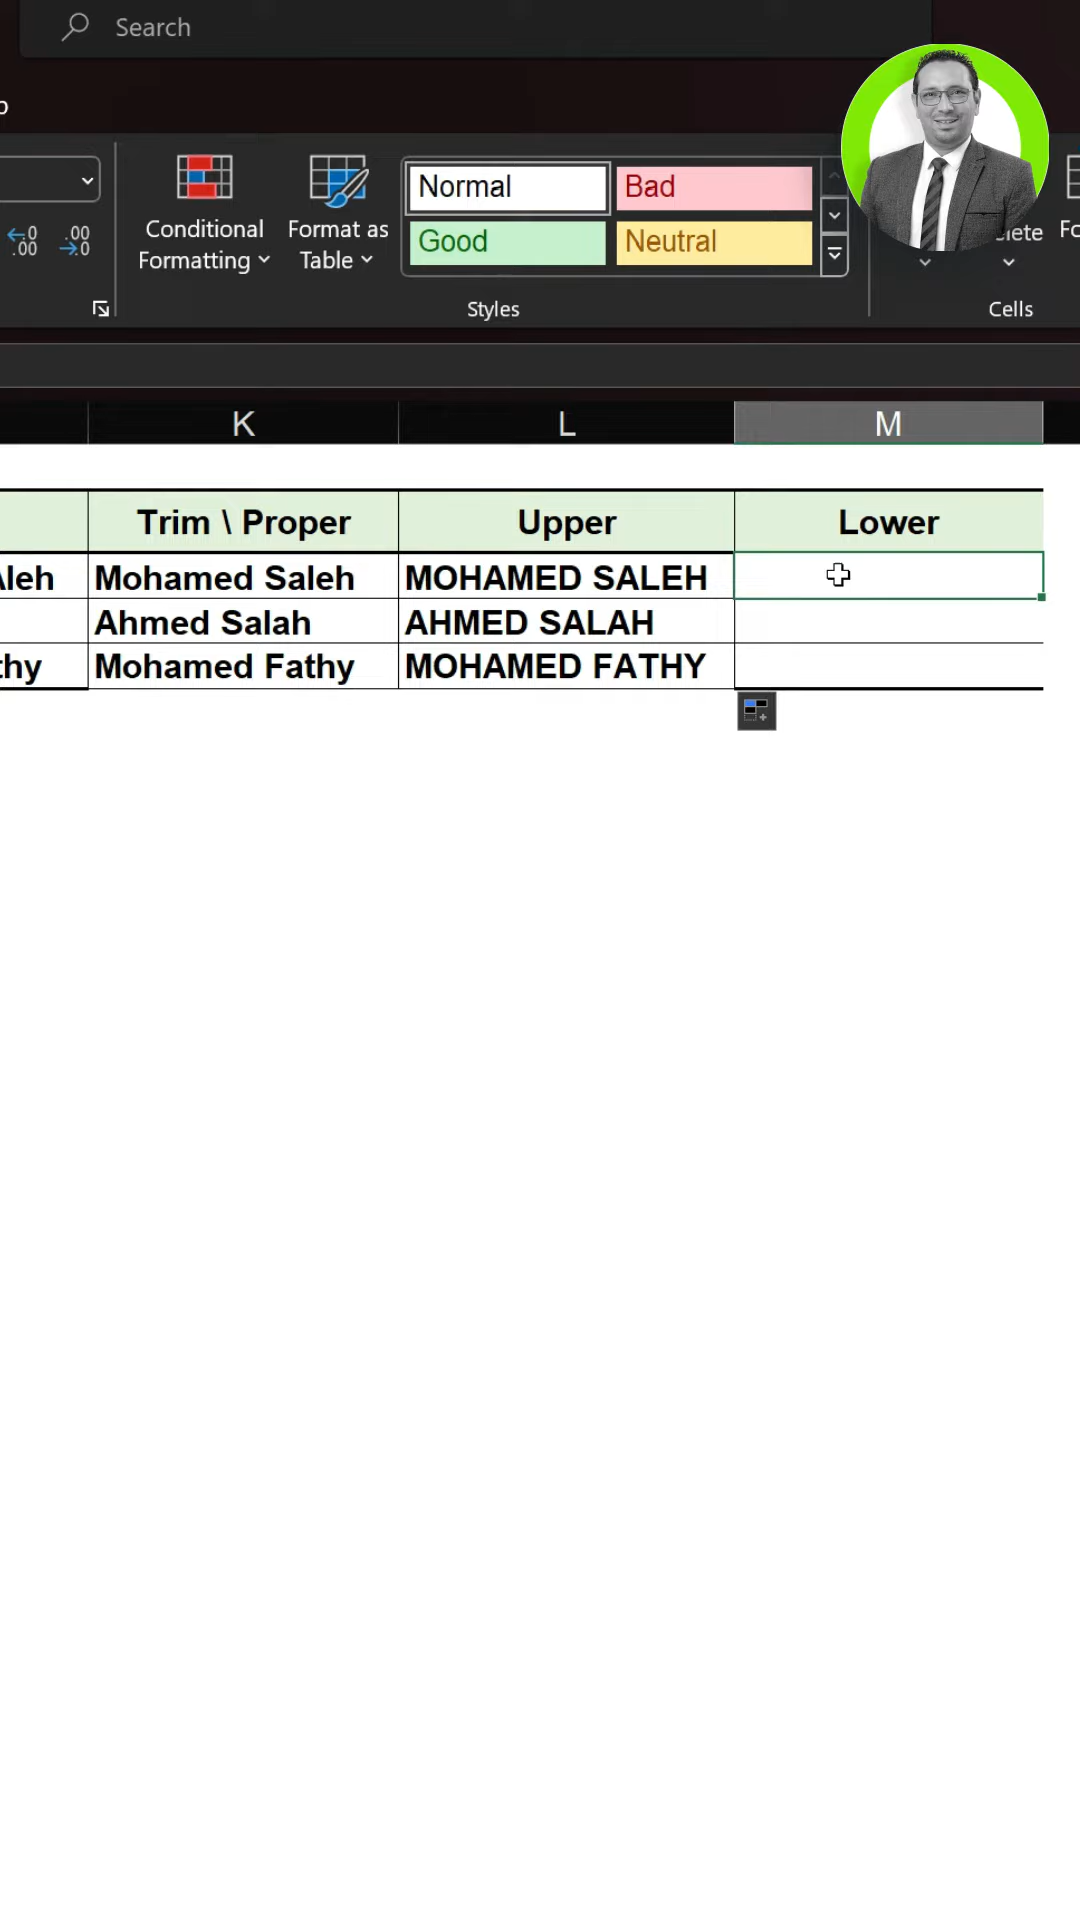 Search
Conditional Formatting
Format as Table
Normal
Bad
Good
Neutral
Styles
Cells
K L M
Trim \ Proper Upper Lower
Mohamed Saleh MOHAMED SALEH
Ahmed Salah AHMED SALAH
Mohamed Fathy MOHAMED FATHY